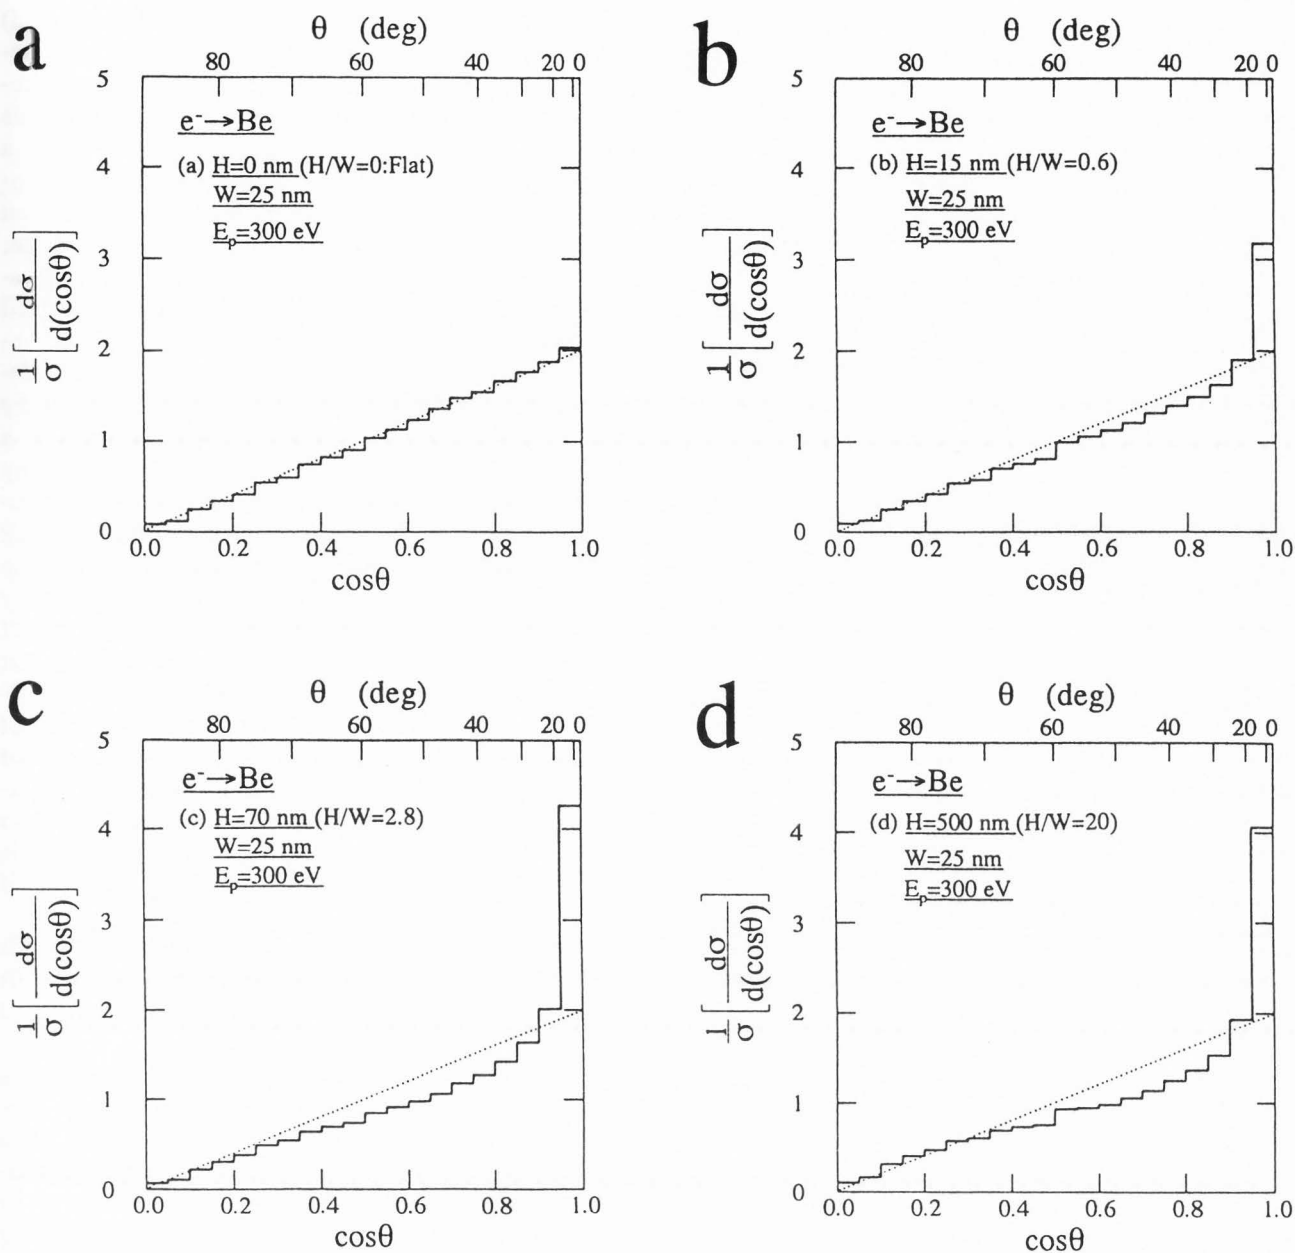 a
θ (deg)
80 60 40 20 0
5
4
3
2
1
0
e⁻→Be
(a) H=0 nm (H/W=0:Flat)
W=25 nm
Eₚ=300 eV
1/σ [dσ/d(cosθ)]
0.0 0.2 0.4 0.6 0.8 1.0
cosθ
b
θ (deg)
80 60 40 20 0
5
4
3
2
1
0
e⁻→Be
(b) H=15 nm (H/W=0.6)
W=25 nm
Eₚ=300 eV
1/σ [dσ/d(cosθ)]
0.0 0.2 0.4 0.6 0.8 1.0
cosθ
c
θ (deg)
80 60 40 20 0
5
4
3
2
1
0
e⁻→Be
(c) H=70 nm (H/W=2.8)
W=25 nm
Eₚ=300 eV
1/σ [dσ/d(cosθ)]
0.0 0.2 0.4 0.6 0.8 1.0
cosθ
d
θ (deg)
80 60 40 20 0
5
4
3
2
1
0
e⁻→Be
(d) H=500 nm (H/W=20)
W=25 nm
Eₚ=300 eV
1/σ [dσ/d(cosθ)]
0.0 0.2 0.4 0.6 0.8 1.0
cosθ